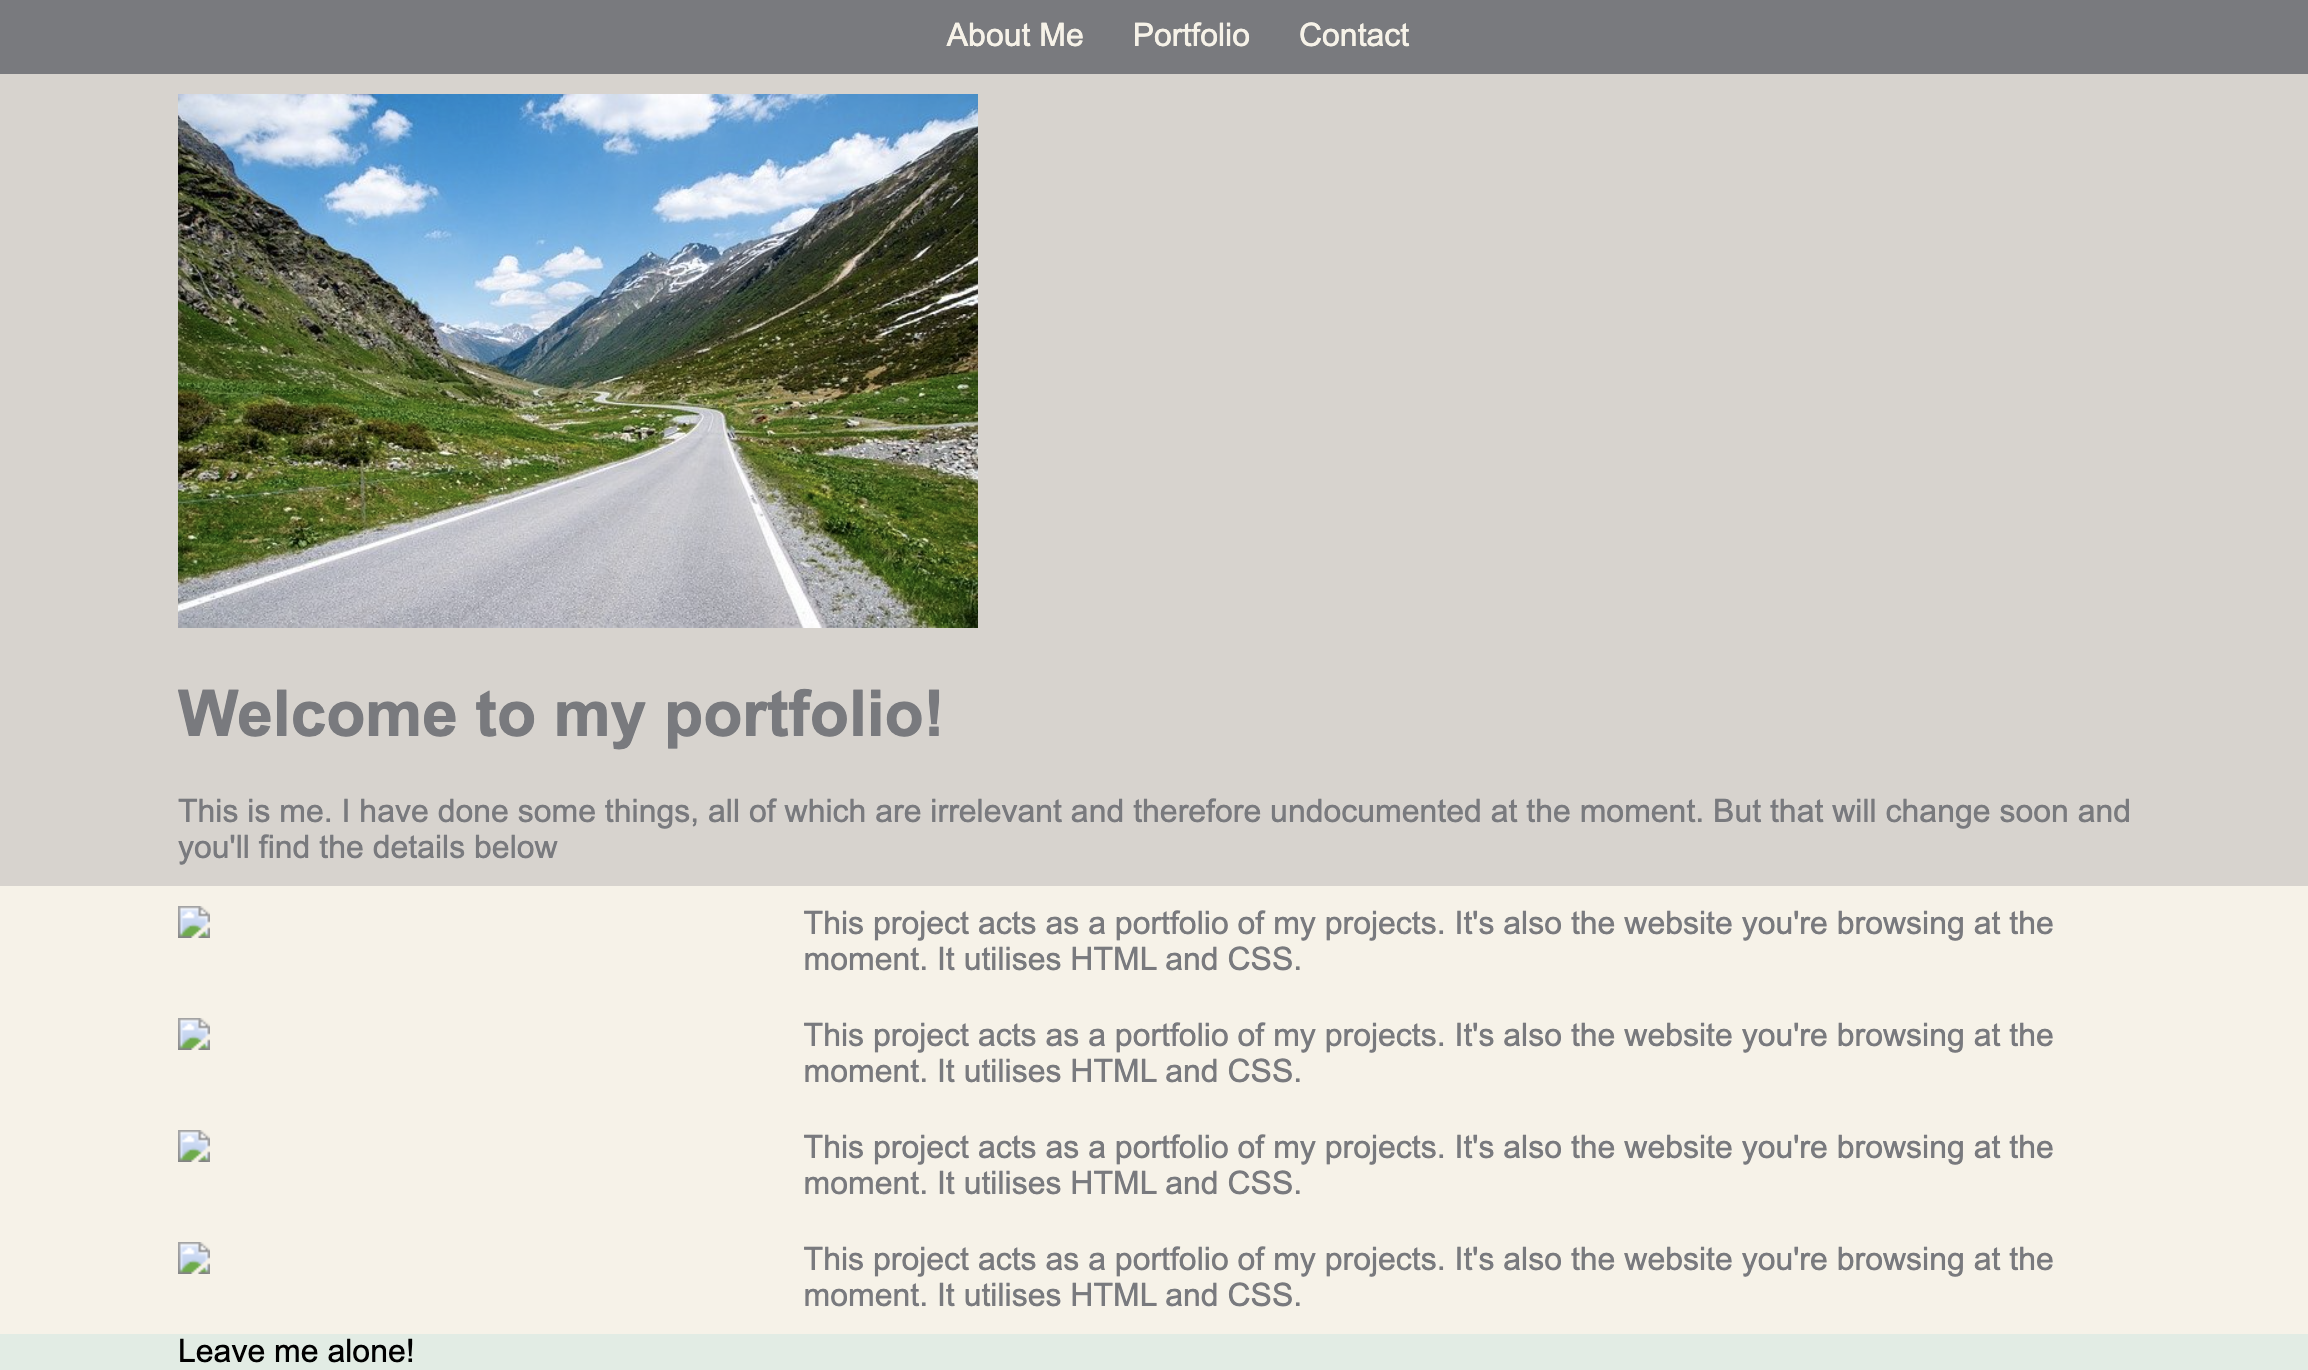 About Me Portfolio Contact
Welcome to my portfolio!
This is me. I have done some things, all of which are irrelevant and therefore undocumented at the moment. But that will change soon and
you'll find the details below
This project acts as a portfolio of my projects. It's also the website you're browsing at the
moment. It utilises HTML and CSS.
This project acts as a portfolio of my projects. It's also the website you're browsing at the
moment. It utilises HTML and CSS.
This project acts as a portfolio of my projects. It's also the website you're browsing at the
moment. It utilises HTML and CSS.
This project acts as a portfolio of my projects. It's also the website you're browsing at the
moment. It utilises HTML and CSS.
Leave me alone!